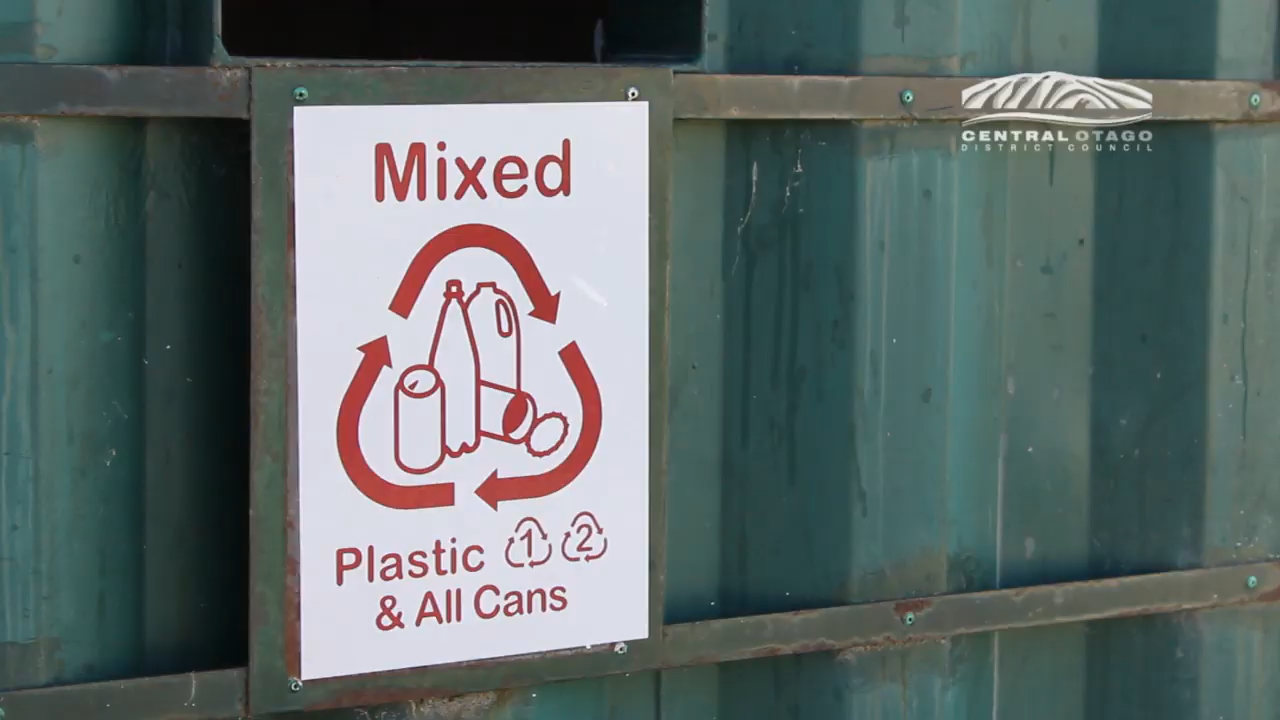 CENTRAL OTAGO
DISTRICT COUNCIL
Mixed
Plastic 1 2
& All Cans